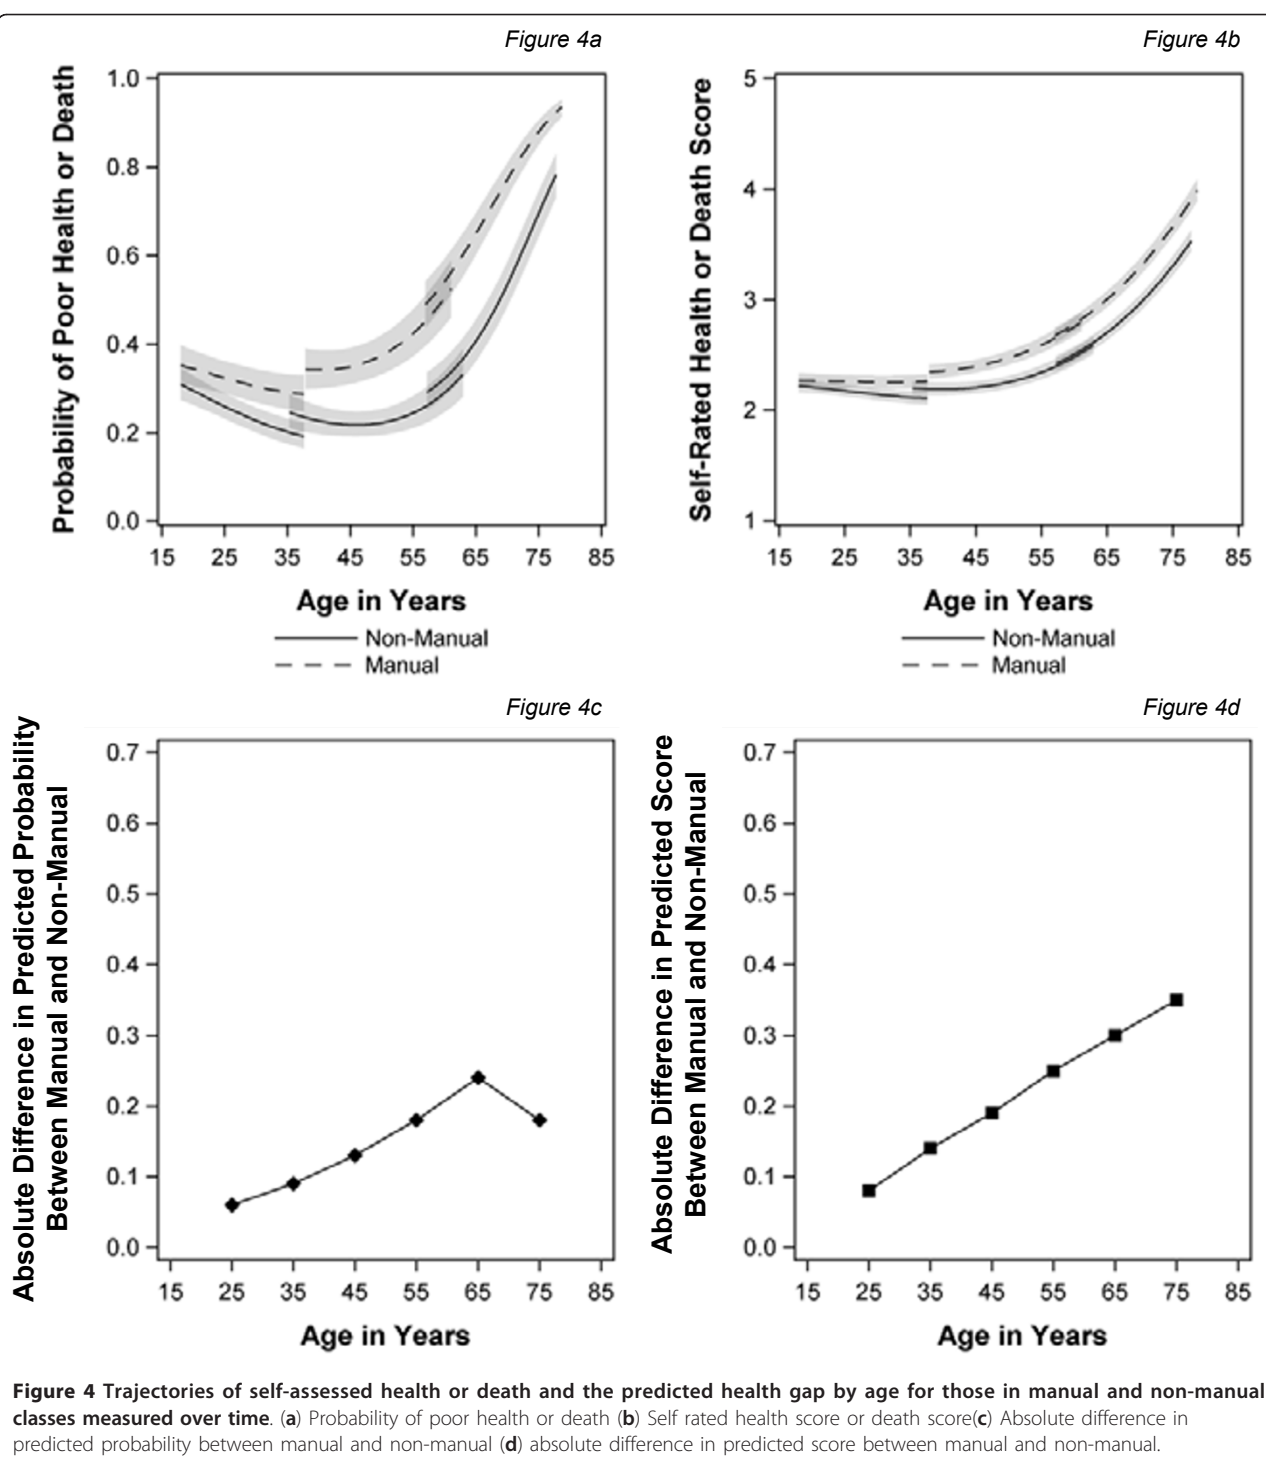 Figure 4a
Probability of Poor Health or Death
1.0
0.8
0.6
0.4
0.2
0.0
15 25 35 45 55 65 75 85
Age in Years
Non-Manual
Manual
Figure 4b
Self-Rated Health or Death Score
5
4
3
2
1
15 25 35 45 55 65 75 85
Age in Years
Non-Manual
Manual
Figure 4c
Absolute Difference in Predicted Probability
Between Manual and Non-Manual
0.7
0.6
0.5
0.4
0.3
0.2
0.1
0.0
15 25 35 45 55 65 75 85
Age in Years
Figure 4d
Absolute Difference in Predicted Score
Between Manual and Non-Manual
0.7
0.6
0.5
0.4
0.3
0.2
0.1
0.0
15 25 35 45 55 65 75 85
Age in Years
Figure 4 Trajectories of self-assessed health or death and the predicted health gap by age for those in manual and non-manual
classes measured over time. (a) Probability of poor health or death (b) Self rated health score or death score(c) Absolute difference in
predicted probability between manual and non-manual (d) absolute difference in predicted score between manual and non-manual.